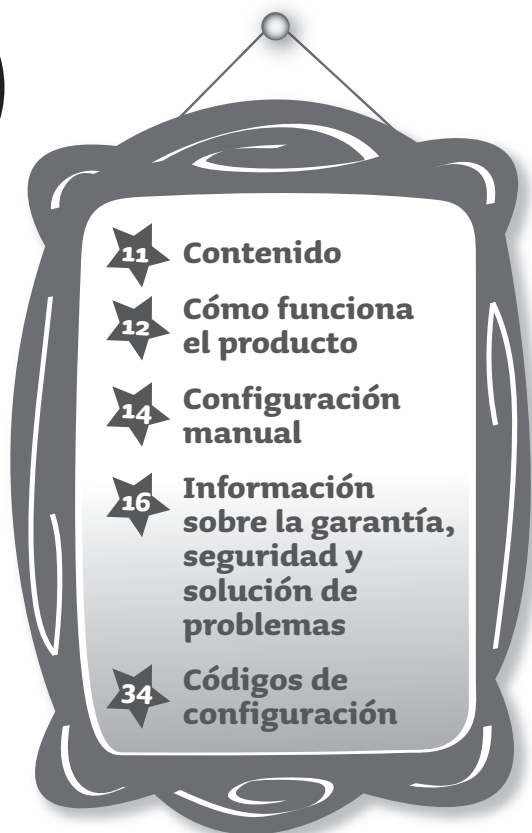 11 Contenido
12 Cómo funciona
el producto
14 Configuración
manual
16 Información
sobre la garantía,
seguridad y
solución de
problemas
34 Códigos de
configuración